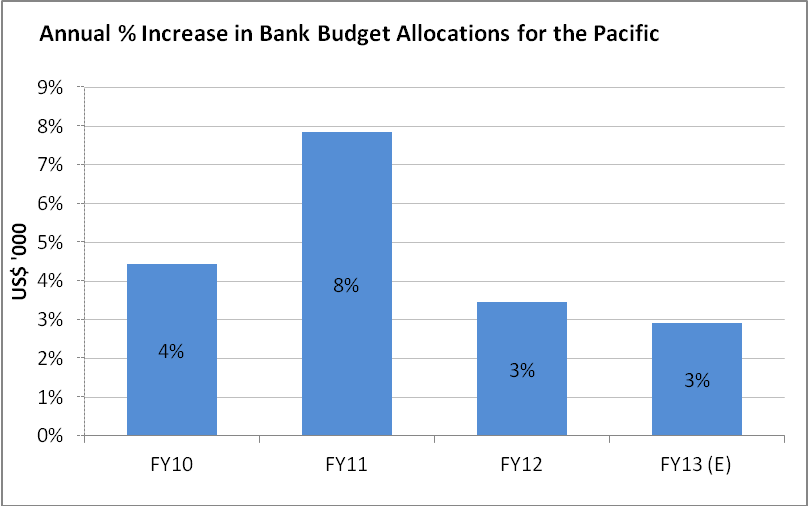 Annual % Increase in Bank Budget Allocations for the Pacific
9%
8%
7%
6%
5%
4%
3%
2%
1%
0%
US$ '000
4%
8%
3%
3%
FY10
FY11
FY12
FY13 (E)